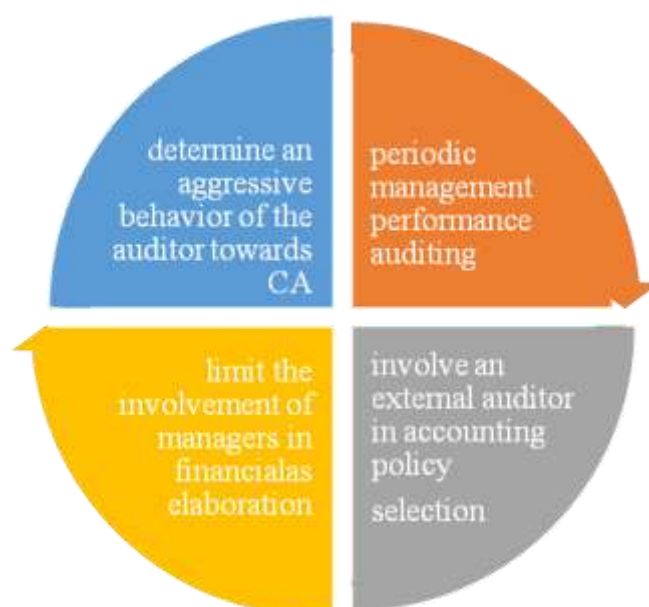 determine an
aggressive
behavior of the
auditor towards
CA
periodic
management
performance
auditing
limit the
involvement of
managers in
financialas
elaboration
involve an
external auditor
in accounting
policy
selection